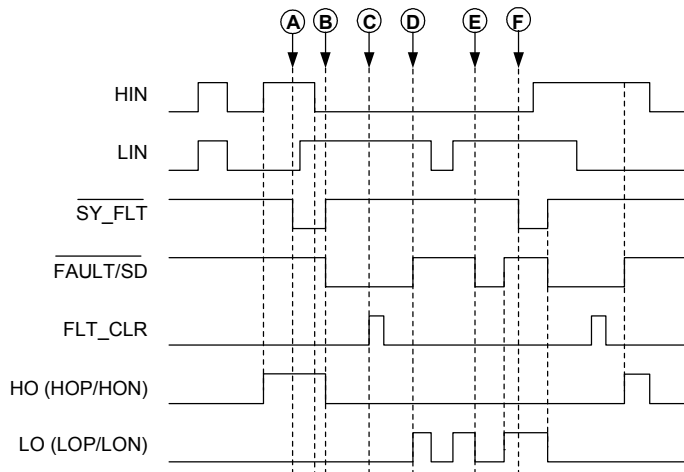 A B C D E F
HIN
LIN
SY_FLT
FAULT/SD
FLT_CLR
HO (HOP/HON)
LO (LOP/LON)